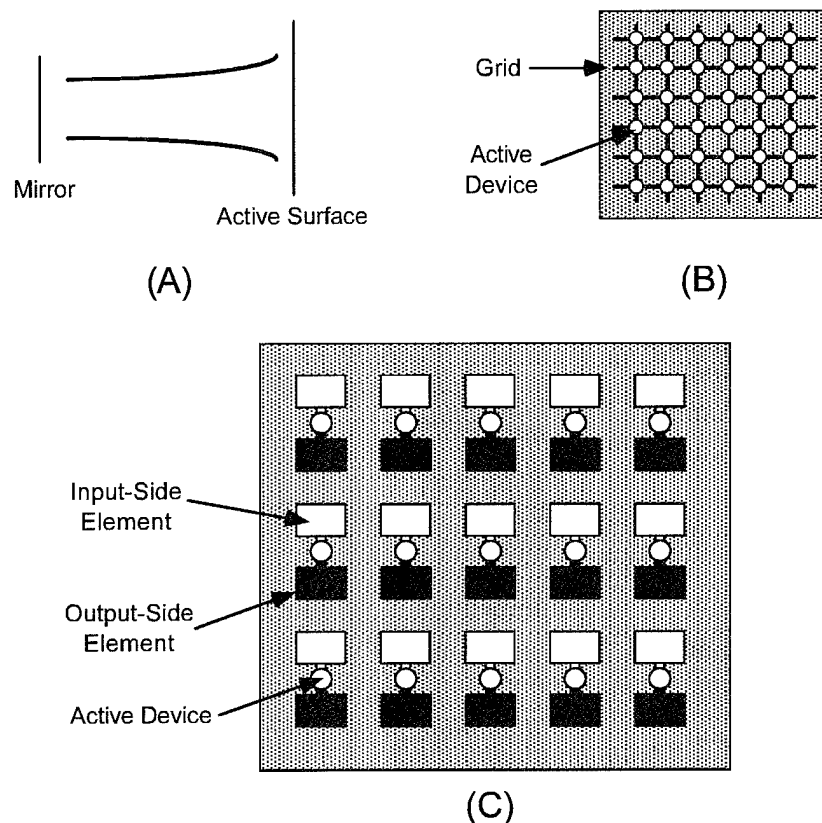 Mirror
Active Surface
(A)
Grid
Active
Device
(B)
Input-Side
Element
Output-Side
Element
Active Device
(C)